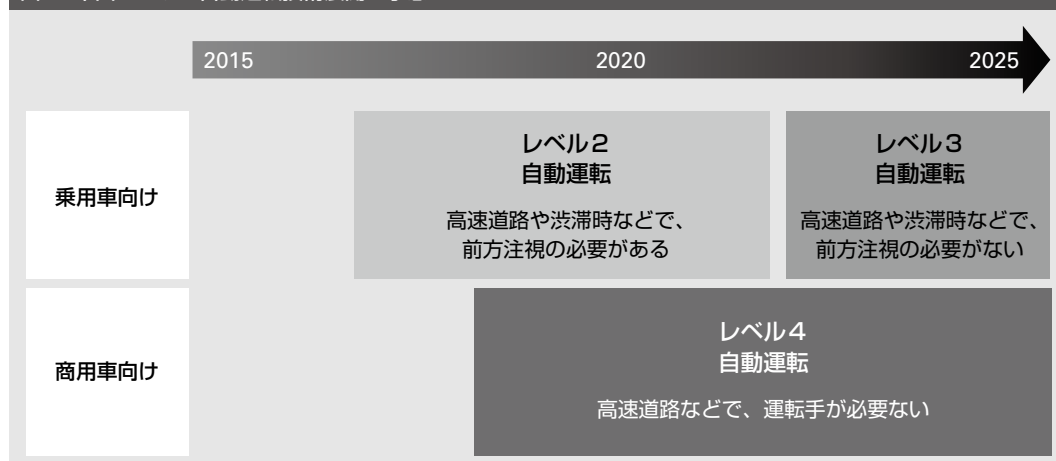 2015 2020 2025
乗用車向け
レベル2
自動運転
高速道路や渋滞時などで、
前方注視の必要がある
レベル3
自動運転
高速道路や渋滞時などで、
前方注視の必要がない
商用車向け
レベル4
自動運転
高速道路などで、運転手が必要ない